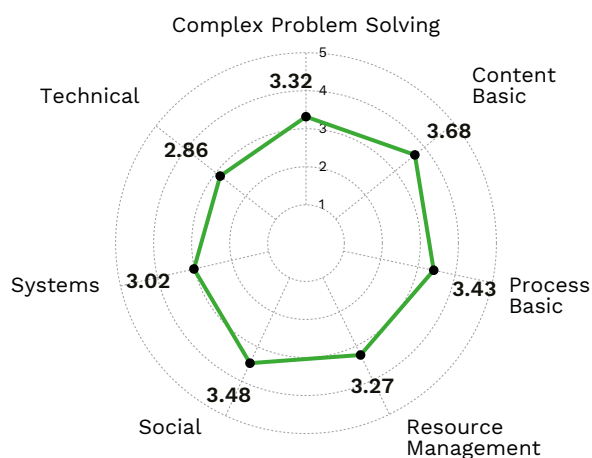 Complex Problem Solving
5
3.32
4
Content
Basic
Technical
3.68
3
2.86
2
1
Systems
3.02
3.43
Process
Basic
3.48
3.27
Social
Resource
Management